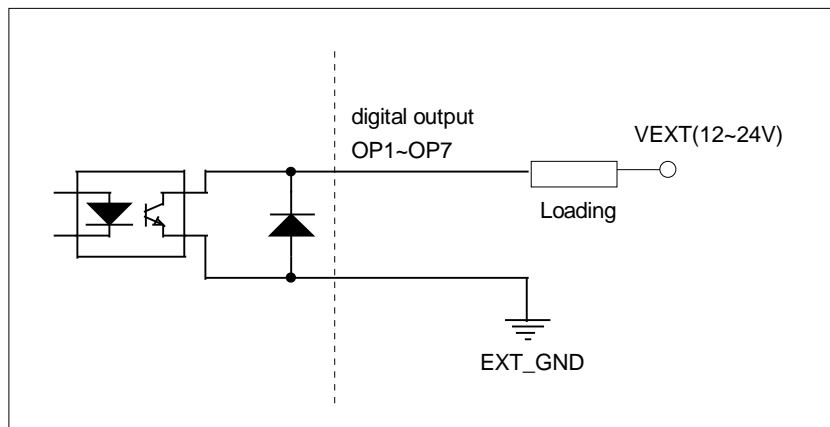 digital output
OP1~OP7
VEXT(12~24V)
Loading
EXT_GND